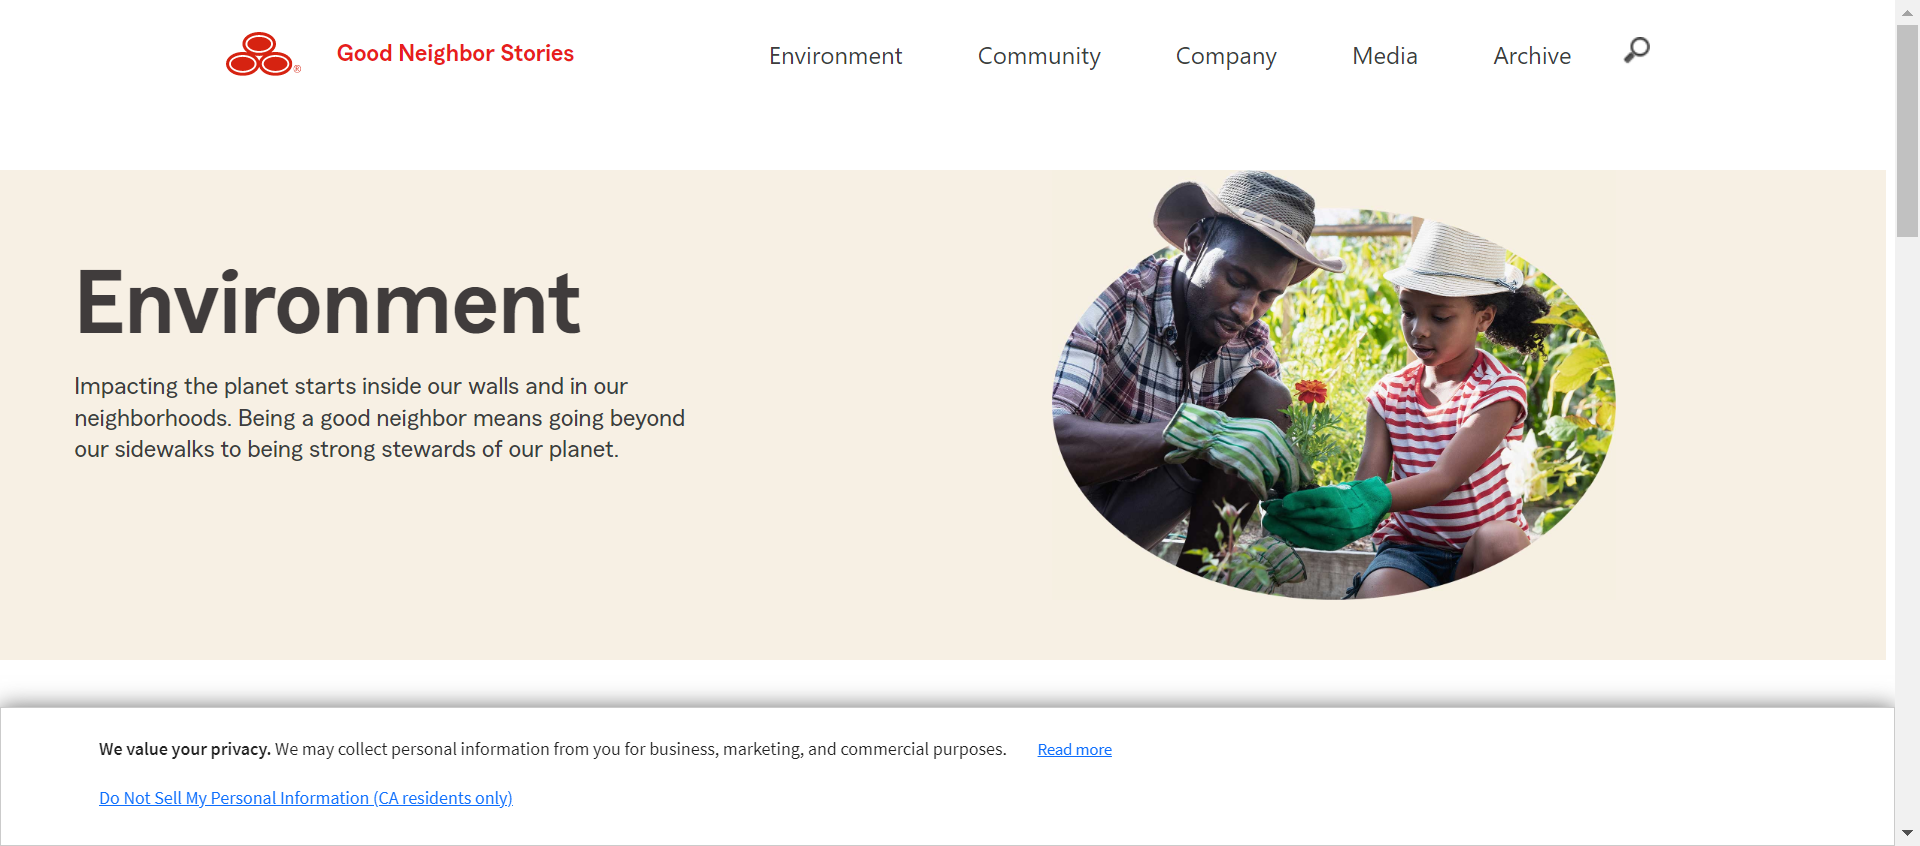 Good Neighbor Stories
Environment
Community
Company
Media
Archive
Environment
Impacting the planet starts inside our walls and in our
neighborhoods. Being a good neighbor means going beyond
our sidewalks to being strong stewards of our planet.
We value your privacy. We may collect personal information from you for business, marketing, and commercial purposes. Read more
Do Not Sell My Personal Information (CA residents only)